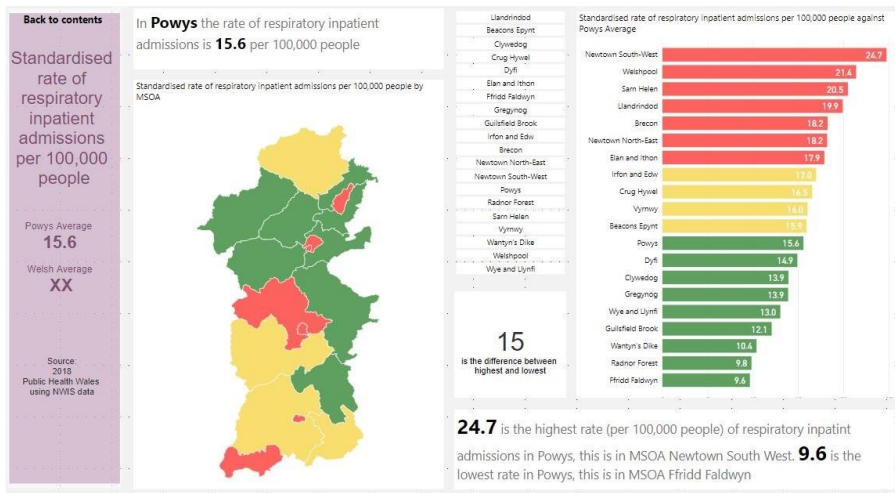 Back to contents
Standardised
rate of
respiratory
inpatient
admissions
per 100,000
people
Powys Average
15.6
Welsh Average
XX
Source:
2018
Public Health Wales
using NWIS data
In Powys the rate of respiratory inpatient
admissions is 15.6 per 100,000 people
Standardised rate of respiratory inpatient admissions per 100,000 people by
MSOA
Llandrindod
Beacons Epynt
Clywedog
Crug Hywel
Dyfi
Elan and Ithon
Ffridd Faldwyn
Gregynog
Guilsfield Brook
Irfon and Edw
Brecon
Newtown North-East
Newtown South-West
Powys
Radnor Forest
Sarn Helen
Vyrnwy
Wantyn's Dike
Welshpool
Wye and Llynfi
15
is the difference between
highest and lowest
Standardised rate of respiratory inpatient admissions per 100,000 people against
Powys Average
Newtown South-West 24.7
Welshpool 21.4
Sarn Helen 20.5
Llandrindod 19.9
Brecon 18.2
Newtown North-East 18.2
Elan and Ithon 17.9
Irfon and Edw 17.0
Crug Hywel 16.5
Vyrnwy 16.0
Beacons Epynt 15.9
Powys 15.6
Dyfi 14.9
Clywedog 13.9
Gregynog 13.9
Wye and Llynfi 13.0
Guilsfield Brook 12.1
Wantyn's Dike 10.4
Radnor Forest 9.8
Ffridd Faldwyn 9.6
24.7 is the highest rate (per 100,000 people) of respiratory inpatint
admissions in Powys, this is in MSOA Newtown South West. 9.6 is the
lowest rate in Powys, this is in MSOA Ffridd Faldwyn